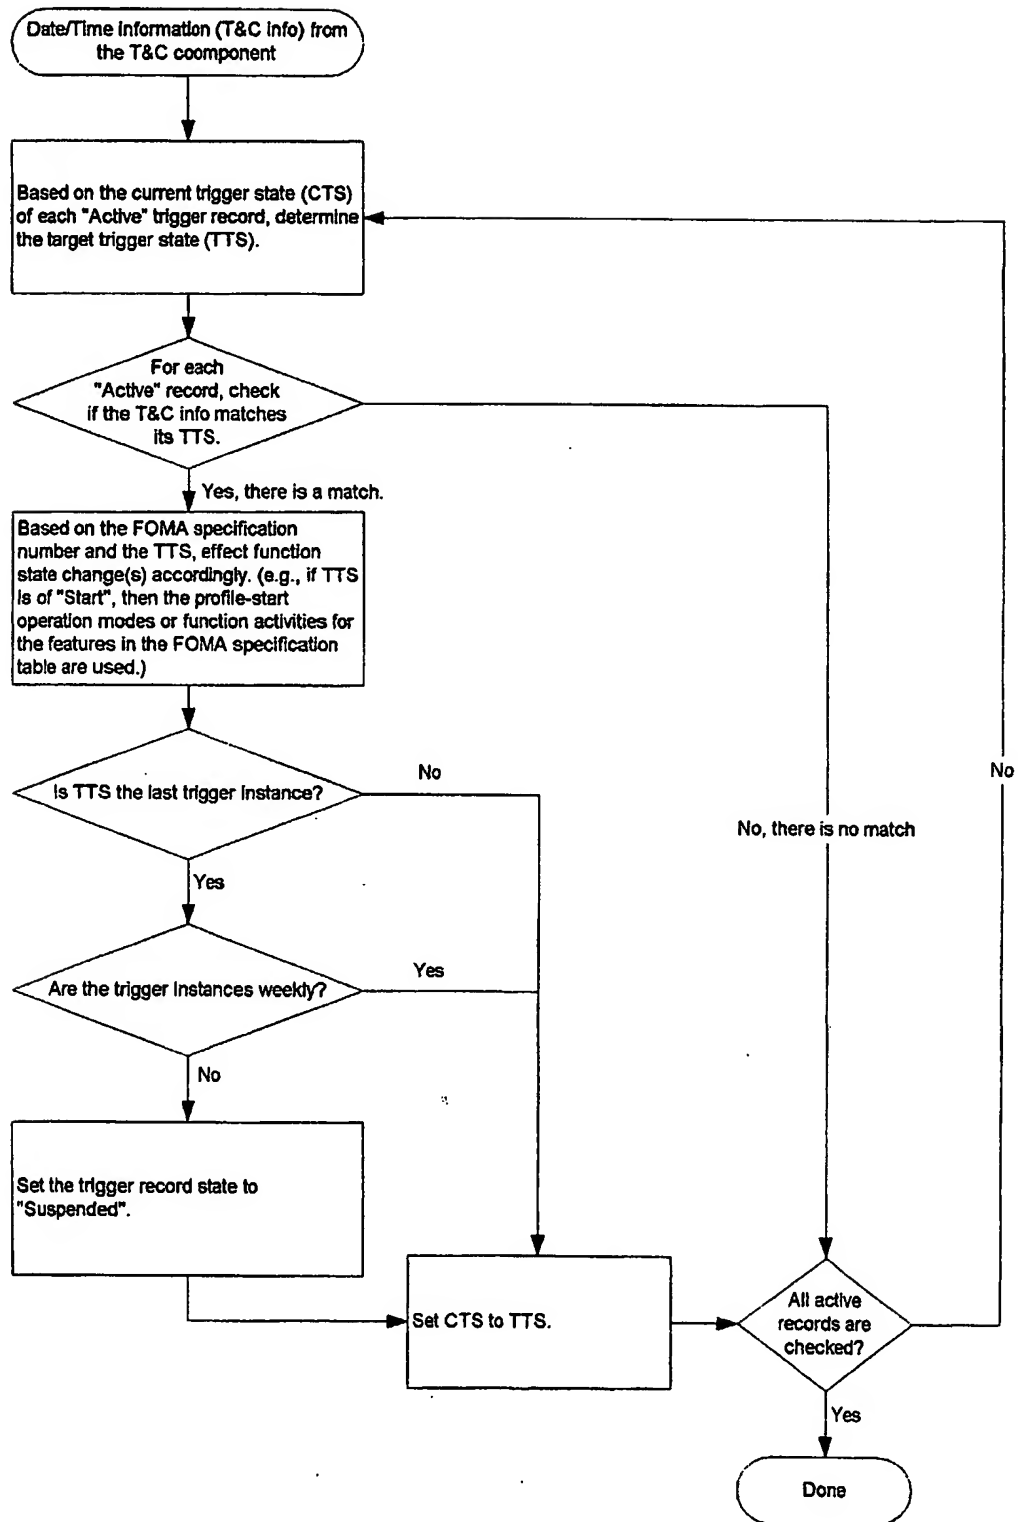 Date/Time information (T&C info) from
the T&C coomponent
Based on the current trigger state (CTS)
of each "Active" trigger record, determine
the target trigger state (TTS).
For each
"Active" record, check
if the T&C info matches
its TTS.
Yes, there is a match.
Based on the FOMA specification
number and the TTS, effect function
state change(s) accordingly. (e.g., if TTS
is of "Start", then the profile-start
operation modes or function activities for
the features in the FOMA specification
table are used.)
Is TTS the last trigger instance?
No
No
No, there is no match
Yes
Are the trigger instances weekly?
Yes
No
Set the trigger record state to
"Suspended".
Set CTS to TTS.
All active
records are
checked?
Yes
Done